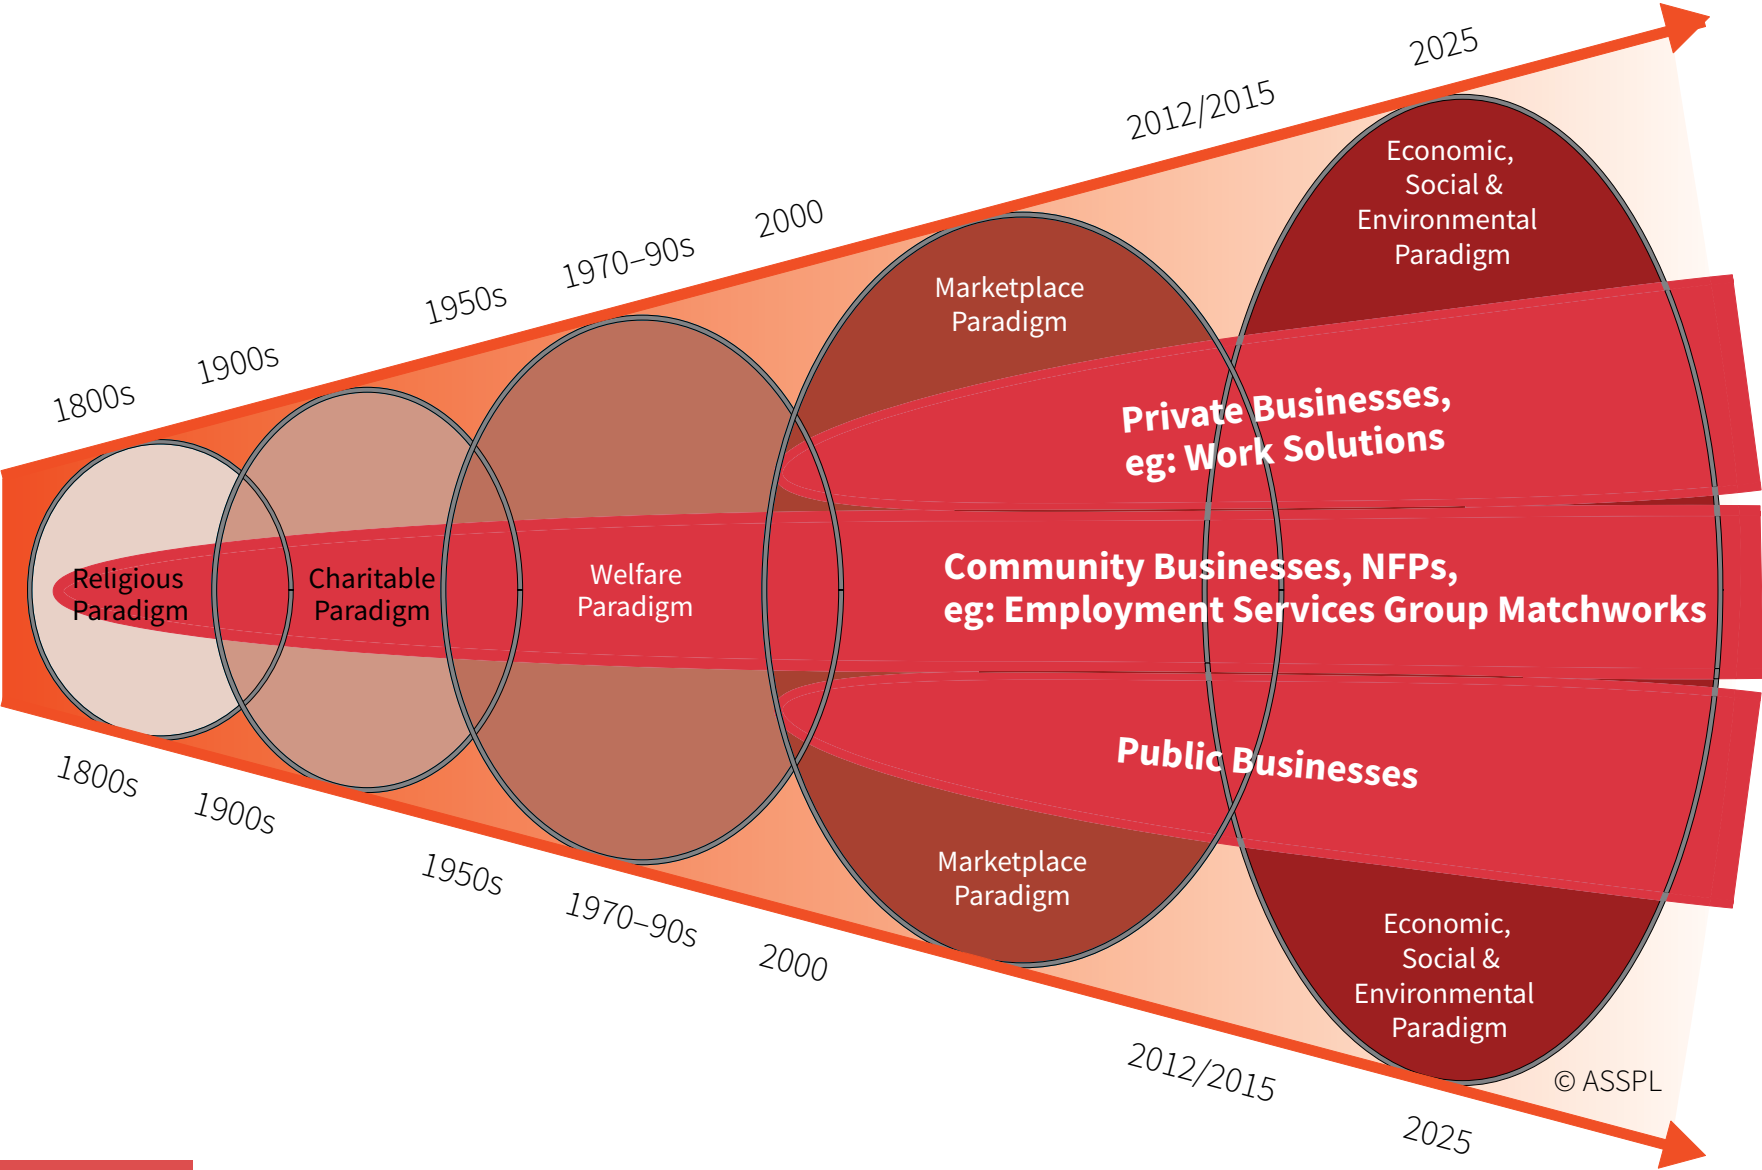 1800s
1900s
1950s
1970–90s
2000
2012/2015
2025
Economic,
Social &
Environmental
Paradigm
Marketplace
Paradigm
Private Businesses,
eg: Work Solutions
Religious
Paradigm
Charitable
Paradigm
Welfare
Paradigm
Community Businesses, NFPs,
eg: Employment Services Group Matchworks
Public Businesses
Marketplace
Paradigm
Economic,
Social &
Environmental
Paradigm
1800s
1900s
1950s
1970–90s
2000
2012/2015
2025
© ASSPL